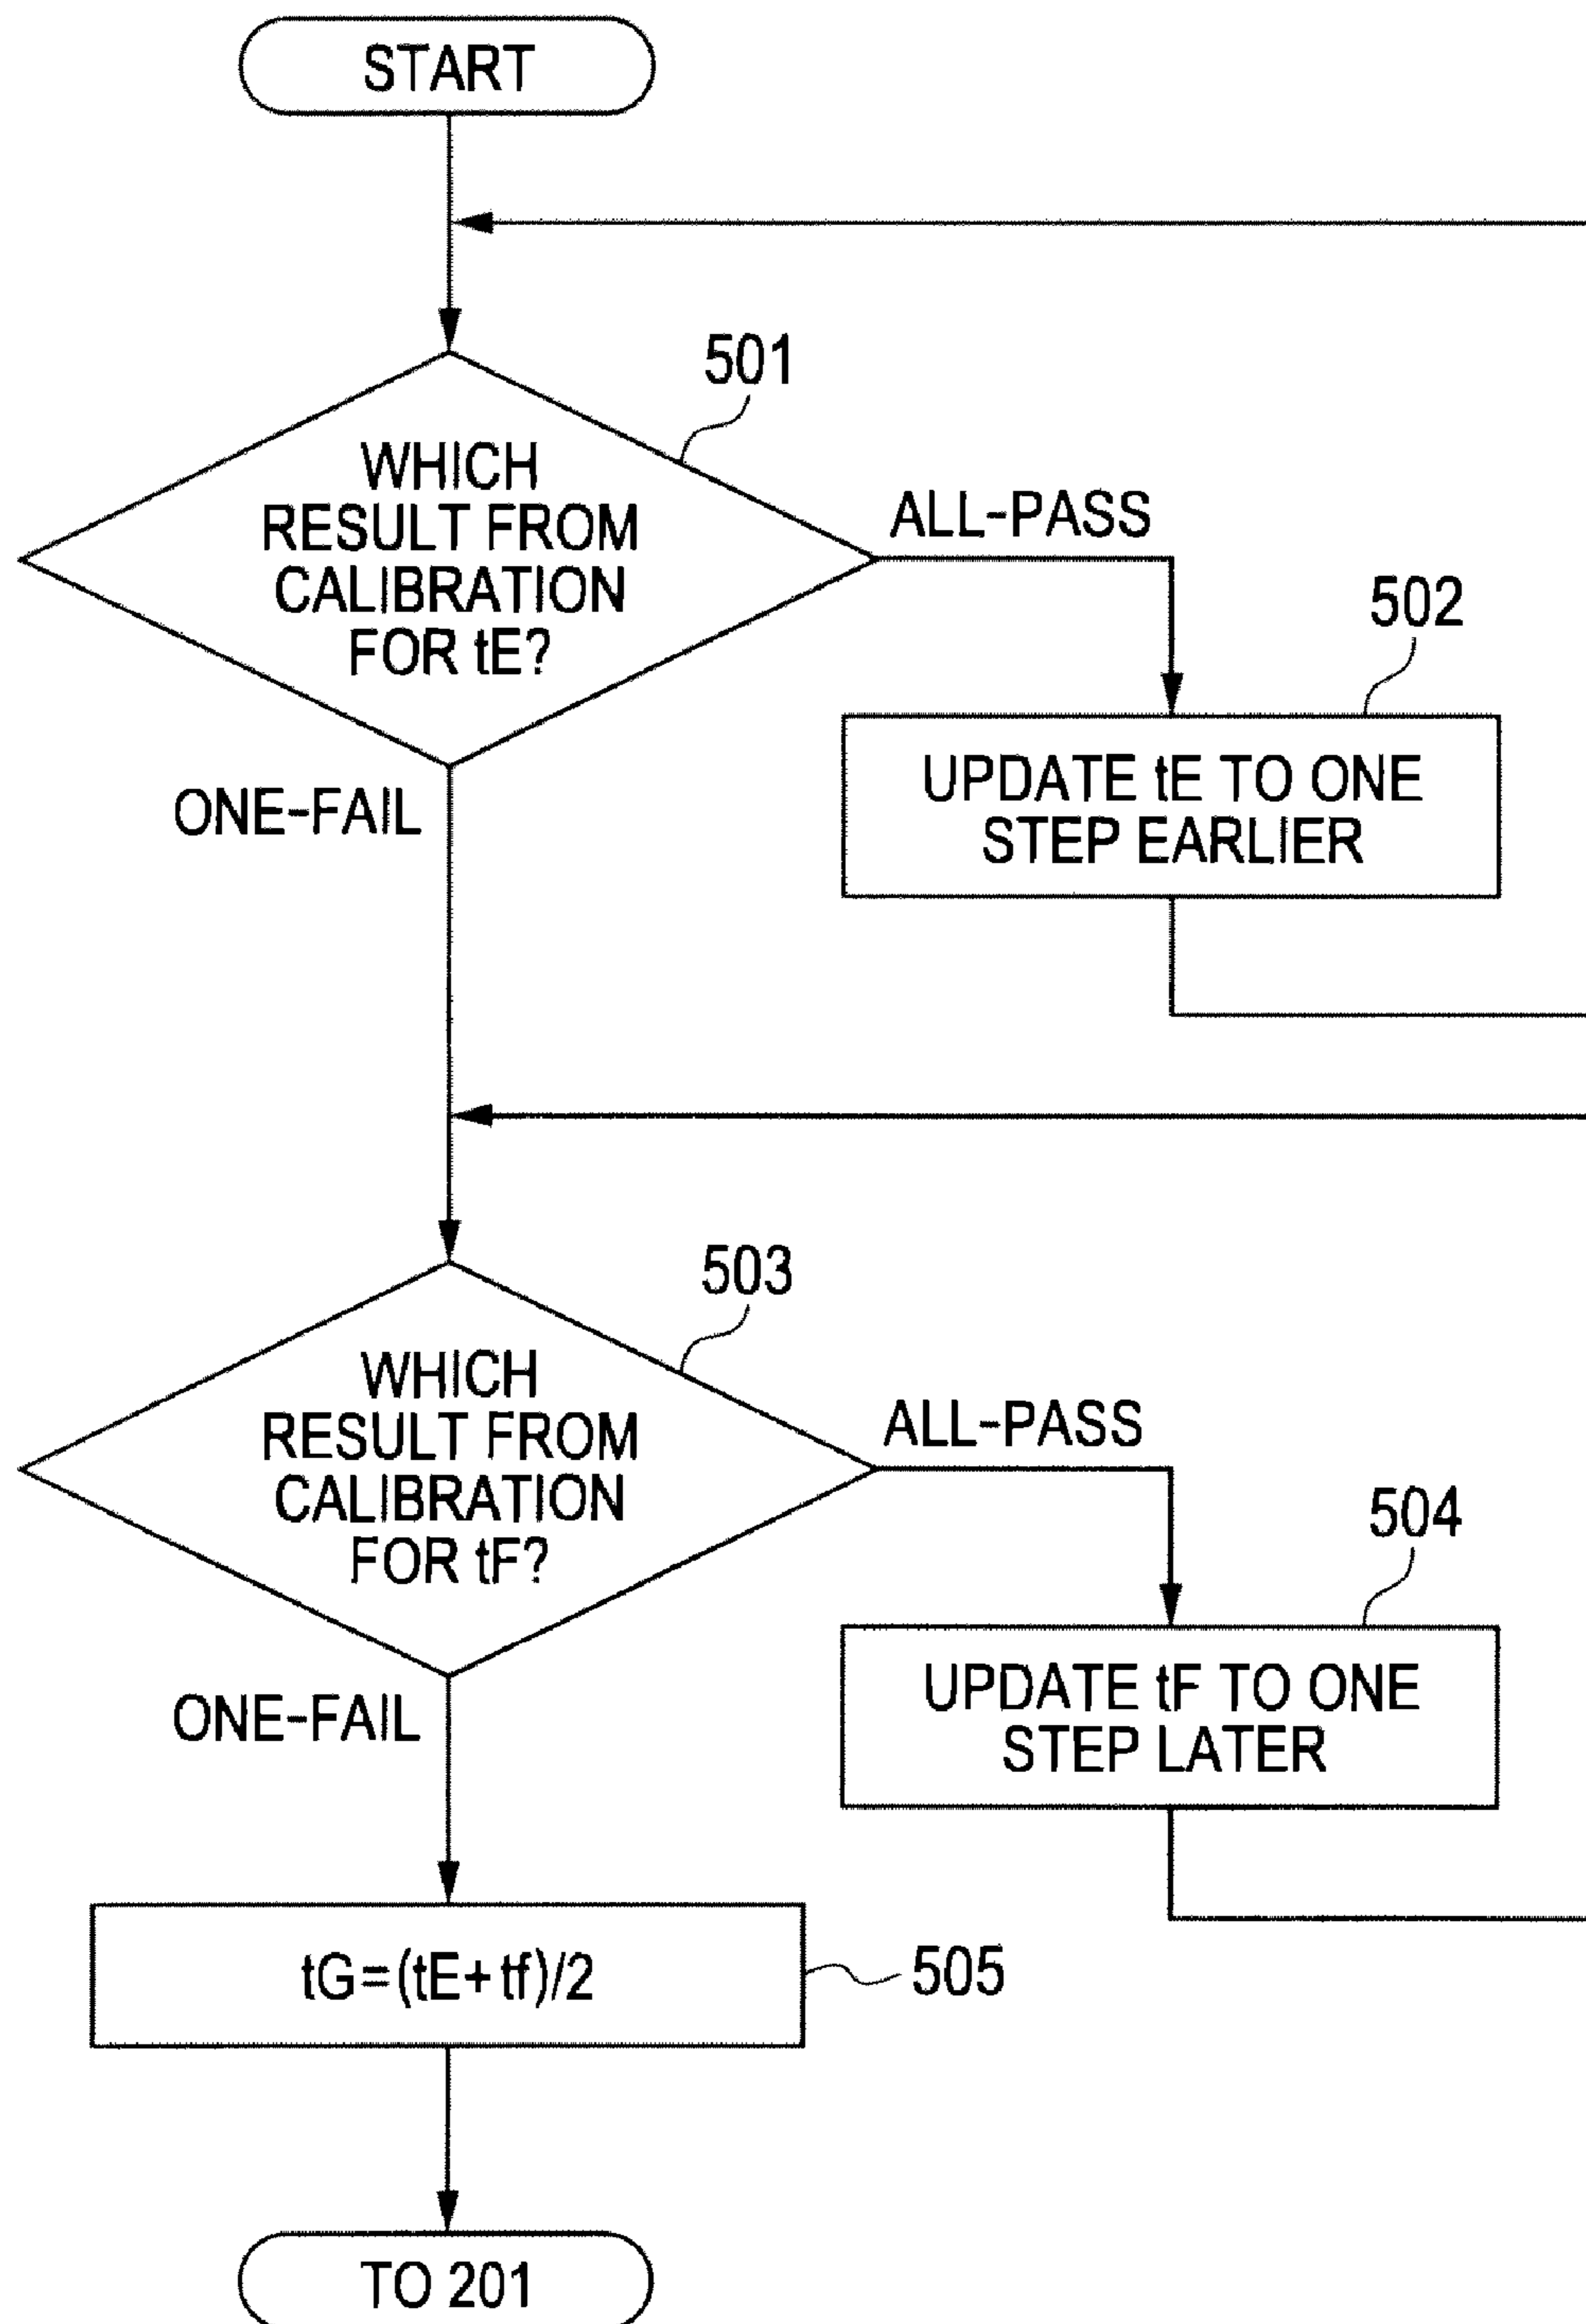 START
501
WHICH
RESULT FROM
CALIBRATION
FOR tE?
ALL-PASS
502
UPDATE tE TO ONE
STEP EARLIER
ONE-FAIL
503
WHICH
RESULT FROM
CALIBRATION
FOR tF?
ALL-PASS
504
UPDATE tF TO ONE
STEP LATER
ONE-FAIL
tG=(tE+tf)/2
505
TO 201